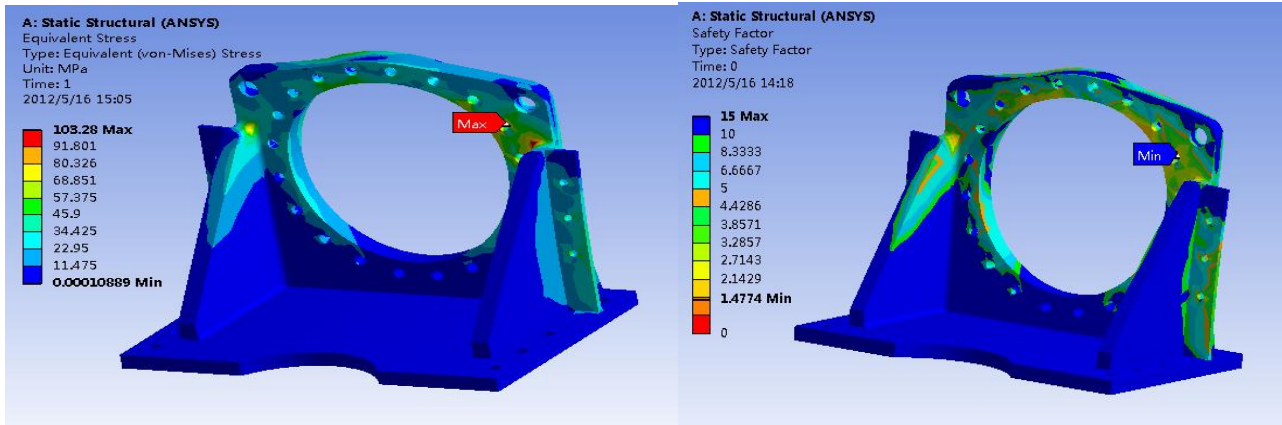 A: Static Structural (ANSYS)
Equivalent Stress
Type: Equivalent (von-Mises) Stress
Unit: MPa
Time: 1
2012/5/16 15:05
103.28 Max
91.801
80.326
68.851
57.375
45.9
34.425
22.95
11.475
0.00010889 Min
Max
A: Static Structural (ANSYS)
Safety Factor
Type: Safety Factor
Time: 0
2012/5/16 14:18
15 Max
10
8.3333
6.6667
5
4.4286
3.8571
3.2857
2.7143
2.1429
1.4774 Min
0
Min